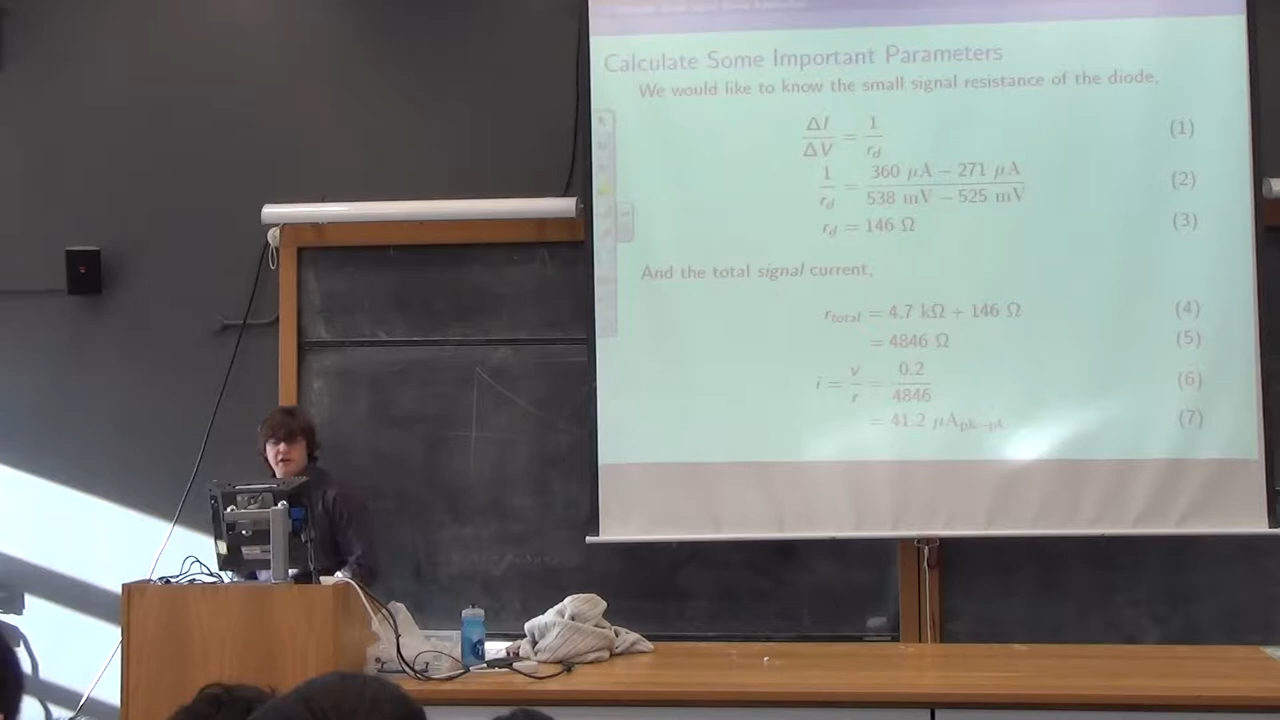 Calculate Some Important Parameters
We would like to know the small signal resistance of the diode,
ΔI/ΔV = 1/r_d (1)
1/r_d = (360 μA − 271 μA)/(538 mV − 525 mV) (2)
r_d = 146 Ω (3)
And the total signal current,
r_total = 4.7 kΩ + 146 Ω (4)
= 4846 Ω (5)
i = v/r = 0.2/4846 (6)
= 41.2 μA_pk−pk (7)